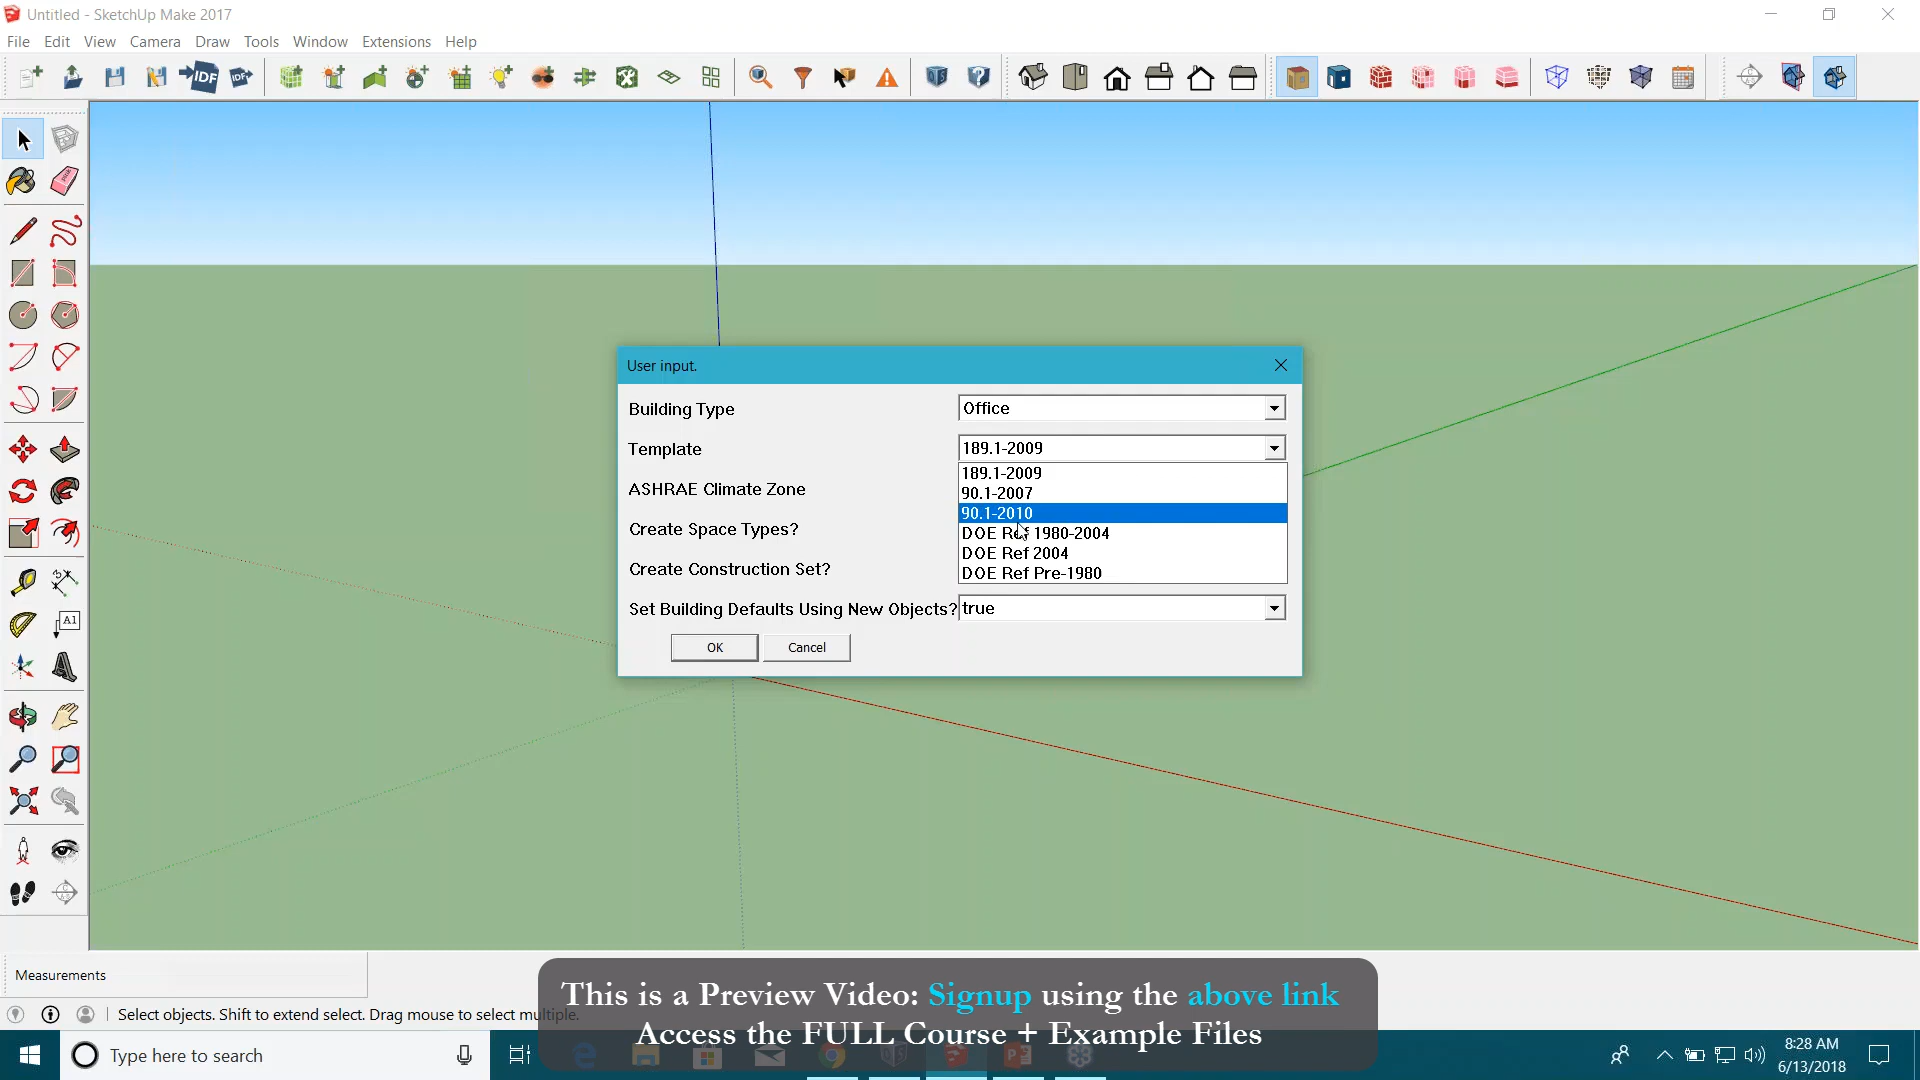 Untitled - SketchUp Make 2017
File Edit View Camera Draw Tools Window Extensions Help
IDF IDF
User input.
Building Type Office
Template 189.1-2009
189.1-2009
90.1-2007
90.1-2010
DOE Ref 1980-2004
DOE Ref 2004
DOE Ref Pre-1980
ASHRAE Climate Zone
Create Space Types?
Create Construction Set?
Set Building Defaults Using New Objects? true
OK Cancel
A1
Measurements
Select objects. Shift to extend select. Drag mouse to select multiple.
This is a Preview Video: Signup using the above link
Access the FULL Course + Example Files
Type here to search
8:28 AM
6/13/2018